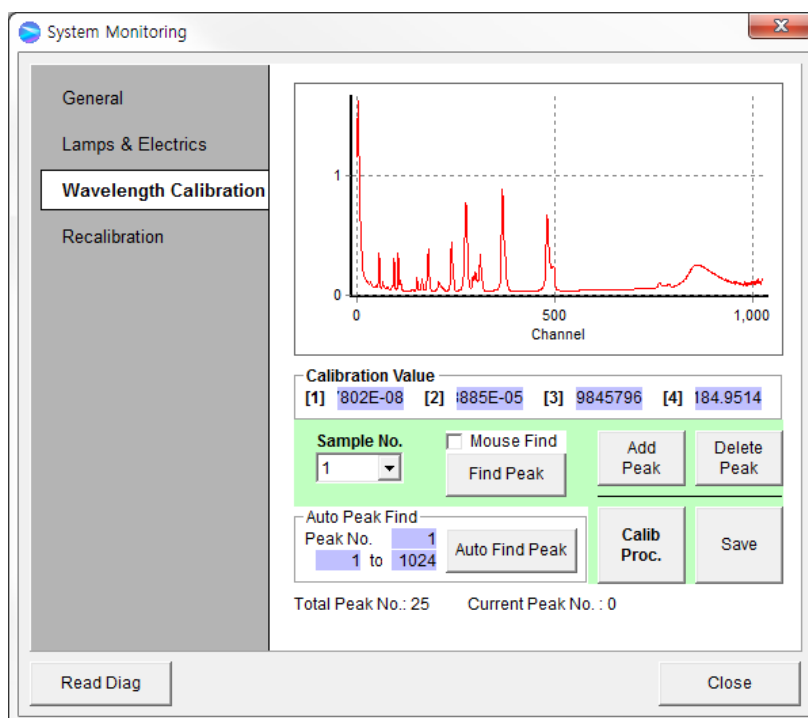 System Monitoring
General
Lamps & Electrics
Wavelength Calibration
Recalibration
1
0
0 500 1,000
Channel
Calibration Value
[1] 802E-08 [2] 885E-05 [3] 9845796 [4] 184.9514
Sample No.
1
Mouse Find
Find Peak
Add Peak
Delete Peak
Auto Peak Find
Peak No. 1
1 to 1024
Auto Find Peak
Calib Proc.
Save
Total Peak No.: 25 Current Peak No. : 0
Read Diag
Close